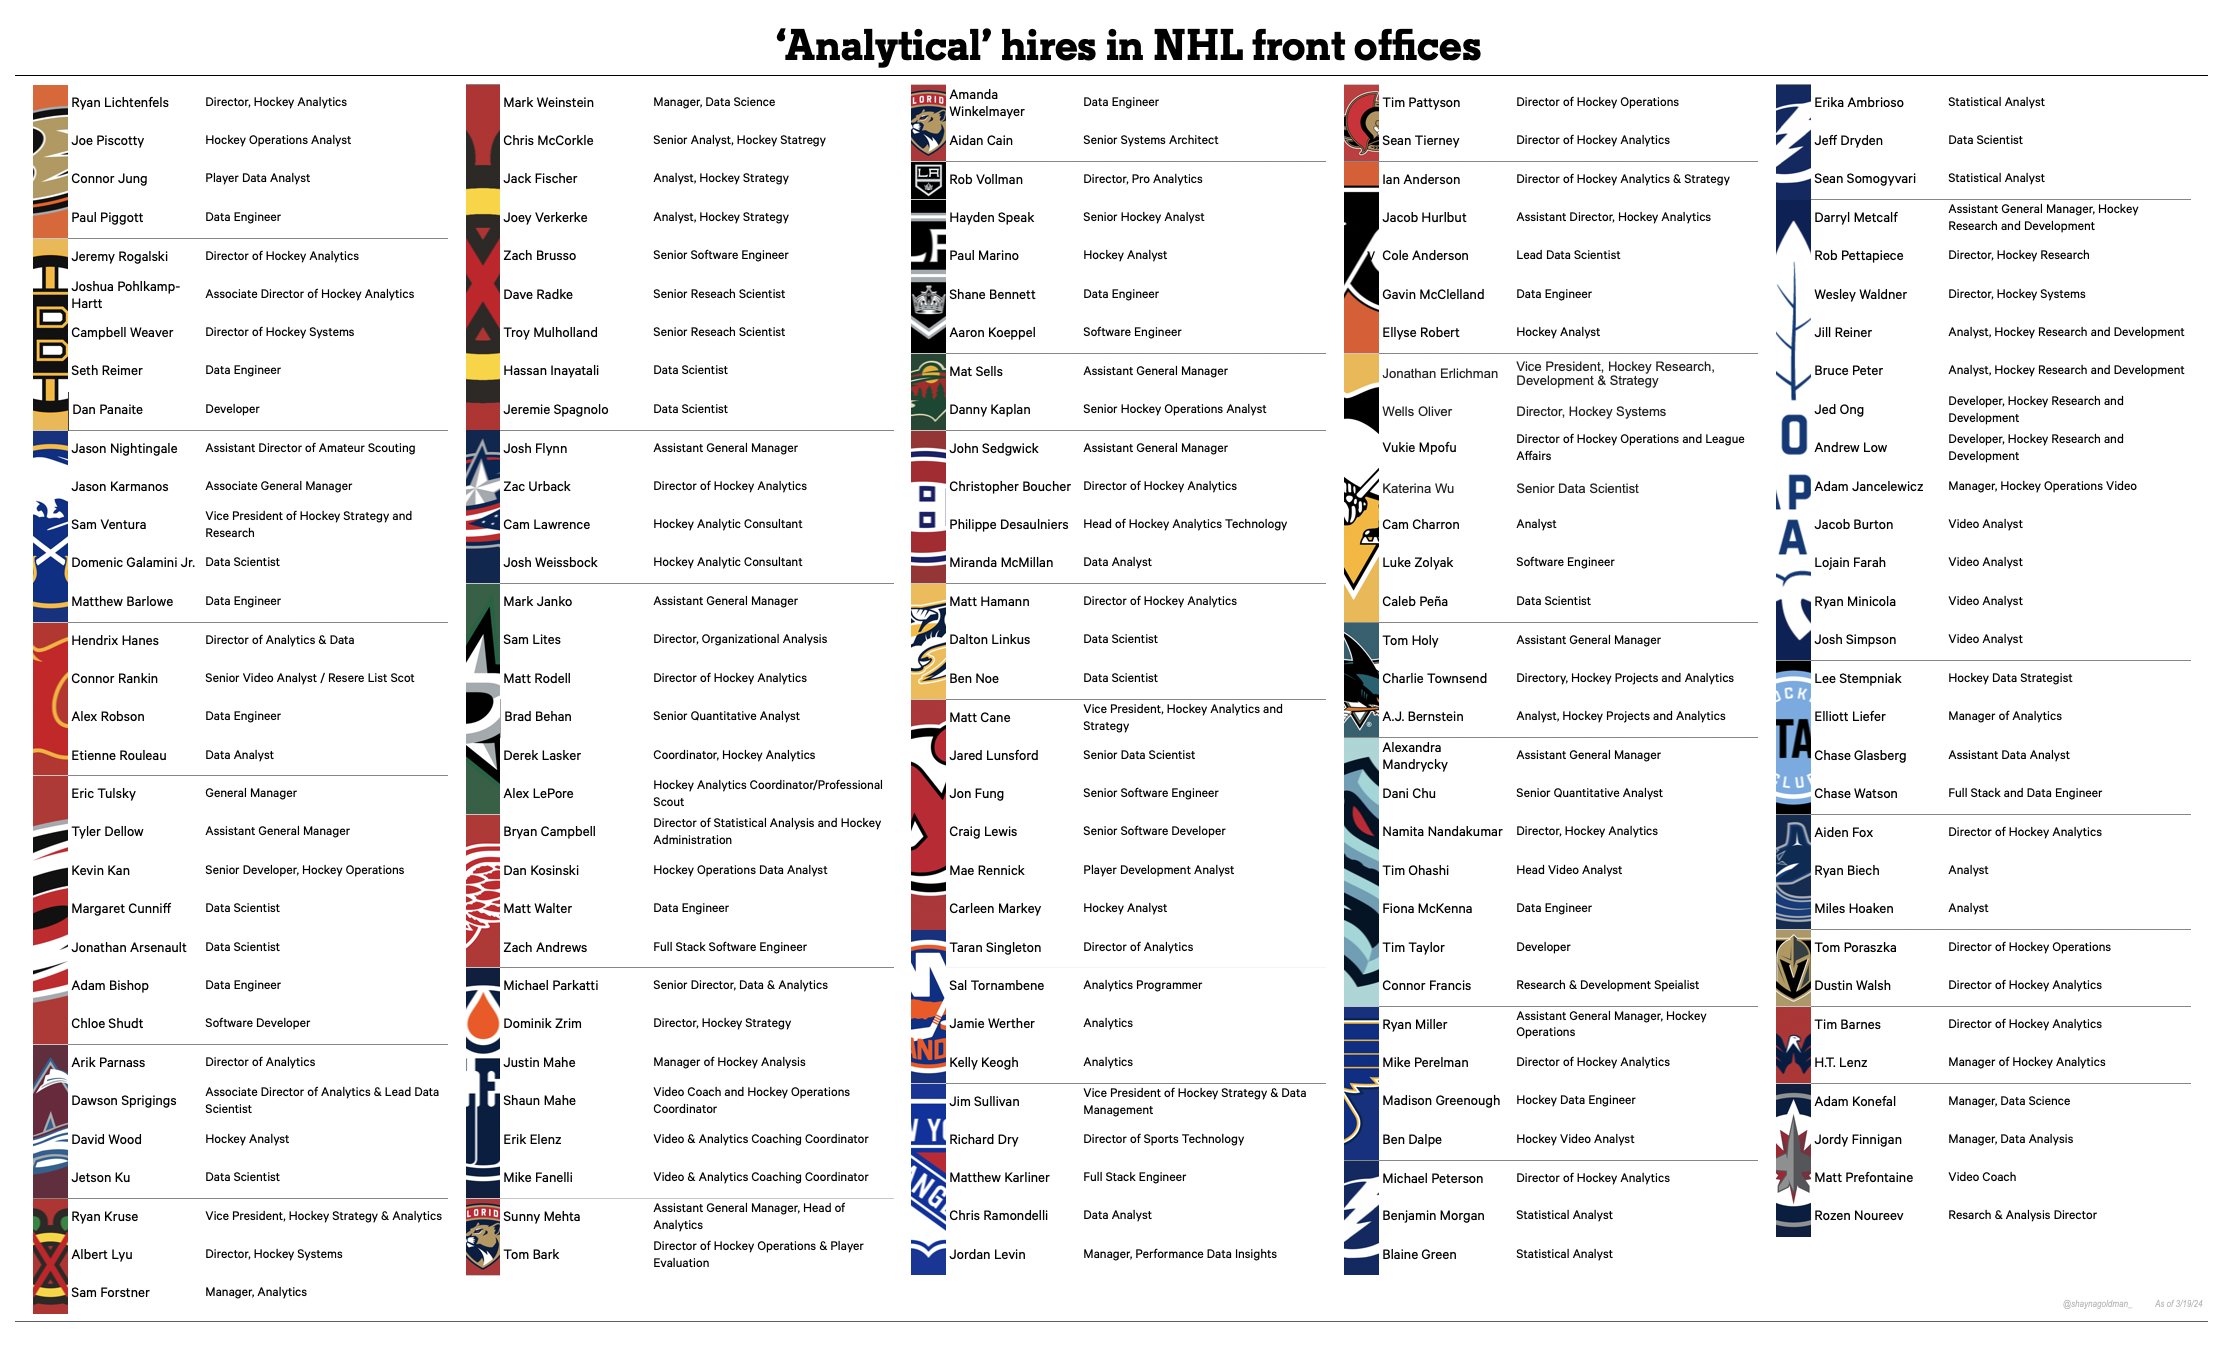 ‘Analytical’ hires in NHL front offices
Ryan Lichtenfels Director, Hockey Analytics
Joe Piscotty Hockey Operations Analyst
Connor Jung Player Data Analyst
Paul Piggott Data Engineer
Jeremy Rogalski Director of Hockey Analytics
Joshua Pohlkamp-
Hartt Associate Director of Hockey Analytics
Campbell Weaver Director of Hockey Systems
Seth Reimer Data Engineer
Dan Panaite Developer
Jason Nightingale Assistant Director of Amateur Scouting
Jason Karmanos Associate General Manager
Sam Ventura Vice President of Hockey Strategy and
Research
Domenic Galamini Jr. Data Scientist
Matthew Barlowe Data Engineer
Hendrix Hanes Director of Analytics & Data
Connor Rankin Senior Video Analyst / Resere List Scot
Alex Robson Data Engineer
Etienne Rouleau Data Analyst
Eric Tulsky General Manager
Tyler Dellow Assistant General Manager
Kevin Kan Senior Developer, Hockey Operations
Margaret Cunniff Data Scientist
Jonathan Arsenault Data Scientist
Adam Bishop Data Engineer
Chloe Shudt Software Developer
Arik Parnass Director of Analytics
Dawson Sprigings Associate Director of Analytics & Lead Data
Scientist
David Wood Hockey Analyst
Jetson Ku Data Scientist
Ryan Kruse Vice President, Hockey Strategy & Analytics
Albert Lyu Director, Hockey Systems
Sam Forstner Manager, Analytics
Mark Weinstein Manager, Data Science
Chris McCorkle Senior Analyst, Hockey Statregy
Jack Fischer Analyst, Hockey Strategy
Joey Verkerke Analyst, Hockey Strategy
Zach Brusso Senior Software Engineer
Dave Radke Senior Reseach Scientist
Troy Mulholland Senior Reseach Scientist
Hassan Inayatali Data Scientist
Jeremie Spagnolo Data Scientist
Josh Flynn Assistant General Manager
Zac Urback Director of Hockey Analytics
Cam Lawrence Hockey Analytic Consultant
Josh Weissbock Hockey Analytic Consultant
Mark Janko Assistant General Manager
Sam Lites Director, Organizational Analysis
Matt Rodell Director of Hockey Analytics
Brad Behan Senior Quantitative Analyst
Derek Lasker Coordinator, Hockey Analytics
Alex LePore Hockey Analytics Coordinator/Professional
Scout
Bryan Campbell Director of Statistical Analysis and Hockey
Administration
Dan Kosinski Hockey Operations Data Analyst
Matt Walter Data Engineer
Zach Andrews Full Stack Software Engineer
Michael Parkatti Senior Director, Data & Analytics
Dominik Zrim Director, Hockey Strategy
Justin Mahe Manager of Hockey Analysis
Shaun Mahe Video Coach and Hockey Operations
Coordinator
Erik Elenz Video & Analytics Coaching Coordinator
Mike Fanelli Video & Analytics Coaching Coordinator
Sunny Mehta Assistant General Manager, Head of
Analytics
Tom Bark Director of Hockey Operations & Player
Evaluation
Amanda
Winkelmayer Data Engineer
Aidan Cain Senior Systems Architect
Rob Vollman Director, Pro Analytics
Hayden Speak Senior Hockey Analyst
Paul Marino Hockey Analyst
Shane Bennett Data Engineer
Aaron Koeppel Software Engineer
Mat Sells Assistant General Manager
Danny Kaplan Senior Hockey Operations Analyst
John Sedgwick Assistant General Manager
Christopher Boucher Director of Hockey Analytics
Philippe Desaulniers Head of Hockey Analytics Technology
Miranda McMillan Data Analyst
Matt Hamann Director of Hockey Analytics
Dalton Linkus Data Scientist
Ben Noe Data Scientist
Matt Cane Vice President, Hockey Analytics and
Strategy
Jared Lunsford Senior Data Scientist
Jon Fung Senior Software Engineer
Craig Lewis Senior Software Developer
Mae Rennick Player Development Analyst
Carleen Markey Hockey Analyst
Taran Singleton Director of Analytics
Sal Tornambene Analytics Programmer
Jamie Werther Analytics
Kelly Keogh Analytics
Jim Sullivan Vice President of Hockey Strategy & Data
Management
Richard Dry Director of Sports Technology
Matthew Karliner Full Stack Engineer
Chris Ramondelli Data Analyst
Jordan Levin Manager, Performance Data Insights
Tim Pattyson Director of Hockey Operations
Sean Tierney Director of Hockey Analytics
Ian Anderson Director of Hockey Analytics & Strategy
Jacob Hurlbut Assistant Director, Hockey Analytics
Cole Anderson Lead Data Scientist
Gavin McClelland Data Engineer
Ellyse Robert Hockey Analyst
Jonathan Erlichman Vice President, Hockey Research,
Development & Strategy
Wells Oliver Director, Hockey Systems
Vukie Mpofu Director of Hockey Operations and League
Affairs
Katerina Wu Senior Data Scientist
Cam Charron Analyst
Luke Zolyak Software Engineer
Caleb Peña Data Scientist
Tom Holy Assistant General Manager
Charlie Townsend Directory, Hockey Projects and Analytics
A.J. Bernstein Analyst, Hockey Projects and Analytics
Alexandra
Mandrycky Assistant General Manager
Dani Chu Senior Quantitative Analyst
Namita Nandakumar Director, Hockey Analytics
Tim Ohashi Head Video Analyst
Fiona McKenna Data Engineer
Tim Taylor Developer
Connor Francis Research & Development Speialist
Ryan Miller Assistant General Manager, Hockey
Operations
Mike Perelman Director of Hockey Analytics
Madison Greenough Hockey Data Engineer
Ben Dalpe Hockey Video Analyst
Michael Peterson Director of Hockey Analytics
Benjamin Morgan Statistical Analyst
Blaine Green Statistical Analyst
Erika Ambrioso Statistical Analyst
Jeff Dryden Data Scientist
Sean Somogyvari Statistical Analyst
Darryl Metcalf Assistant General Manager, Hockey
Research and Development
Rob Pettapiece Director, Hockey Research
Wesley Waldner Director, Hockey Systems
Jill Reiner Analyst, Hockey Research and Development
Bruce Peter Analyst, Hockey Research and Development
Jed Ong Developer, Hockey Research and
Development
Andrew Low Developer, Hockey Research and
Development
Adam Jancelewicz Manager, Hockey Operations Video
Jacob Burton Video Analyst
Lojain Farah Video Analyst
Ryan Minicola Video Analyst
Josh Simpson Video Analyst
Lee Stempniak Hockey Data Strategist
Elliott Liefer Manager of Analytics
Chase Glasberg Assistant Data Analyst
Chase Watson Full Stack and Data Engineer
Aiden Fox Director of Hockey Analytics
Ryan Biech Analyst
Miles Hoaken Analyst
Tom Poraszka Director of Hockey Operations
Dustin Walsh Director of Hockey Analytics
Tim Barnes Director of Hockey Analytics
H.T. Lenz Manager of Hockey Analytics
Adam Konefal Manager, Data Science
Jordy Finnigan Manager, Data Analysis
Matt Prefontaine Video Coach
Rozen Noureev Resarch & Analysis Director
@shaynagoldman_ As of 3/19/24